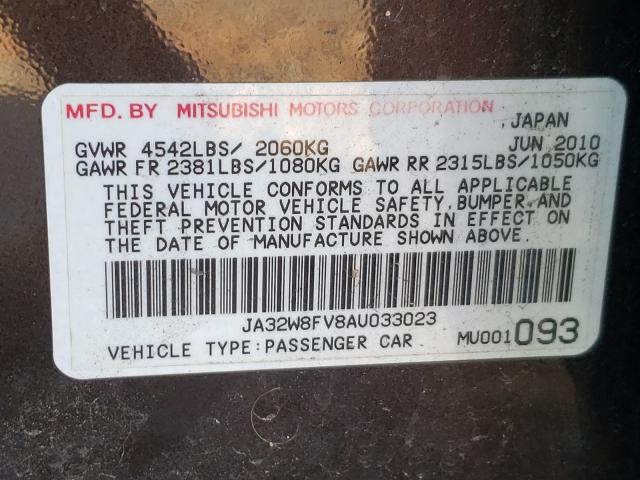 MFD. BY MITSUBISHI MOTORS CORPORATION
JAPAN
GVWR 4542LBS/ 2060KG JUN 2010
GAWR FR 2381LBS/1080KG GAWR RR 2315LBS/1050KG
THIS VEHICLE CONFORMS TO ALL APPLICABLE
FEDERAL MOTOR VEHICLE SAFETY, BUMPER, AND
THEFT PREVENTION STANDARDS IN EFFECT ON
THE DATE OF MANUFACTURE SHOWN ABOVE.
JA32W8FV8AU033023
VEHICLE TYPE:PASSENGER CAR MU001093